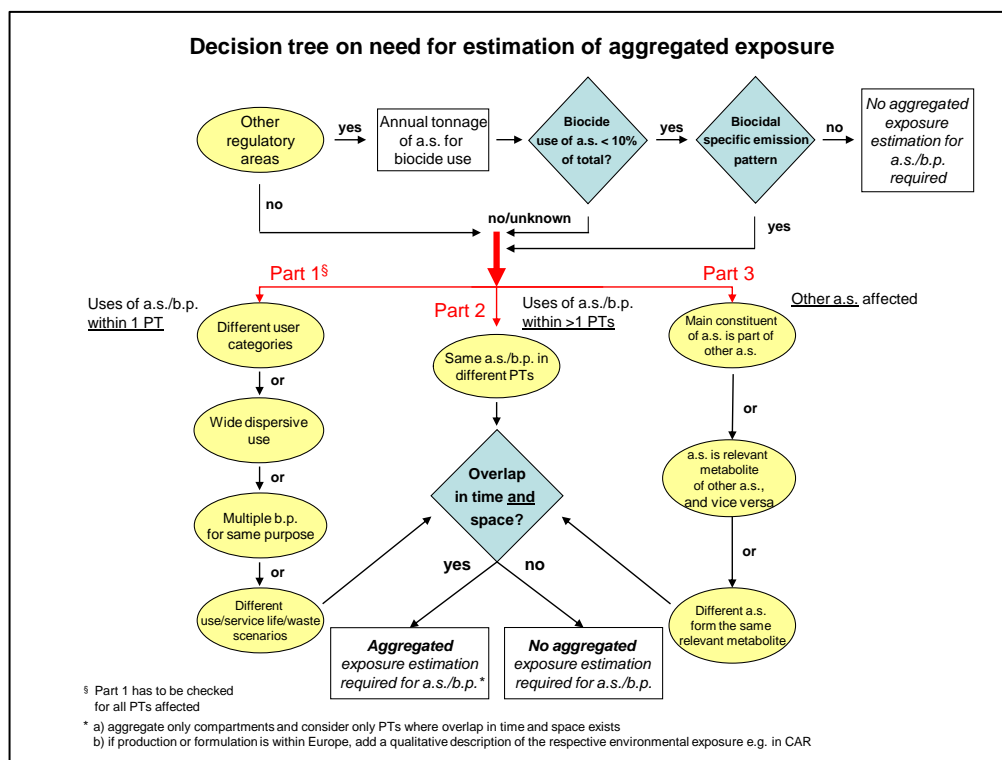 Decision tree on need for estimation of aggregated exposure
Other
regulatory
areas
yes
Annual tonnage
of a.s. for
biocide use
Biocide
use of a.s. < 10%
of total?
yes
Biocidal
specific emission
pattern
no
No aggregated
exposure
estimation for
a.s./b.p.
required
no
no/unknown
yes
Part 1§
Part 2
Part 3
Uses of a.s./b.p.
within 1 PT
Uses of a.s./b.p.
within >1 PTs
Other a.s. affected
Different user
categories
or
Wide dispersive
use
or
Multiple b.p.
for same purpose
or
Different
use/service life/waste
scenarios
Same a.s./b.p. in
different PTs
Overlap
in time and
space?
yes
no
Aggregated
exposure estimation
required for a.s./b.p.*
No aggregated
exposure estimation
required for a.s./b.p.
Main constituent
of a.s. is part of
other a.s.
or
a.s. is relevant
metabolite
of other a.s.,
and vice versa
or
Different a.s.
form the same
relevant metabolite
§ Part 1 has to be checked
for all PTs affected
* a) aggregate only compartments and consider only PTs where overlap in time and space exists
b) if production or formulation is within Europe, add a qualitative description of the respective environmental exposure e.g. in CAR